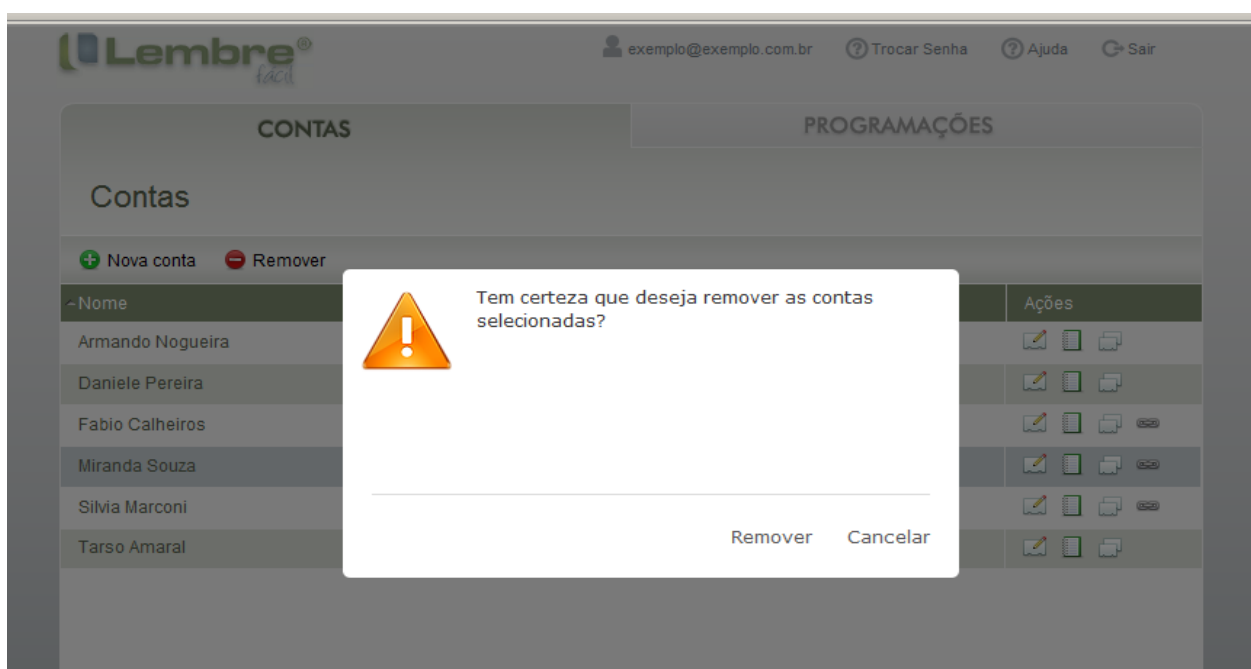 Lembre®
fácil
exemplo@exemplo.com.br Trocar Senha Ajuda Sair
CONTAS PROGRAMAÇÕES
Contas
Nova conta Remover
Nome Ações
Armando Nogueira
Daniele Pereira
Fabio Calheiros
Miranda Souza
Silvia Marconi
Tarso Amaral
Tem certeza que deseja remover as contas
selecionadas?
Remover Cancelar